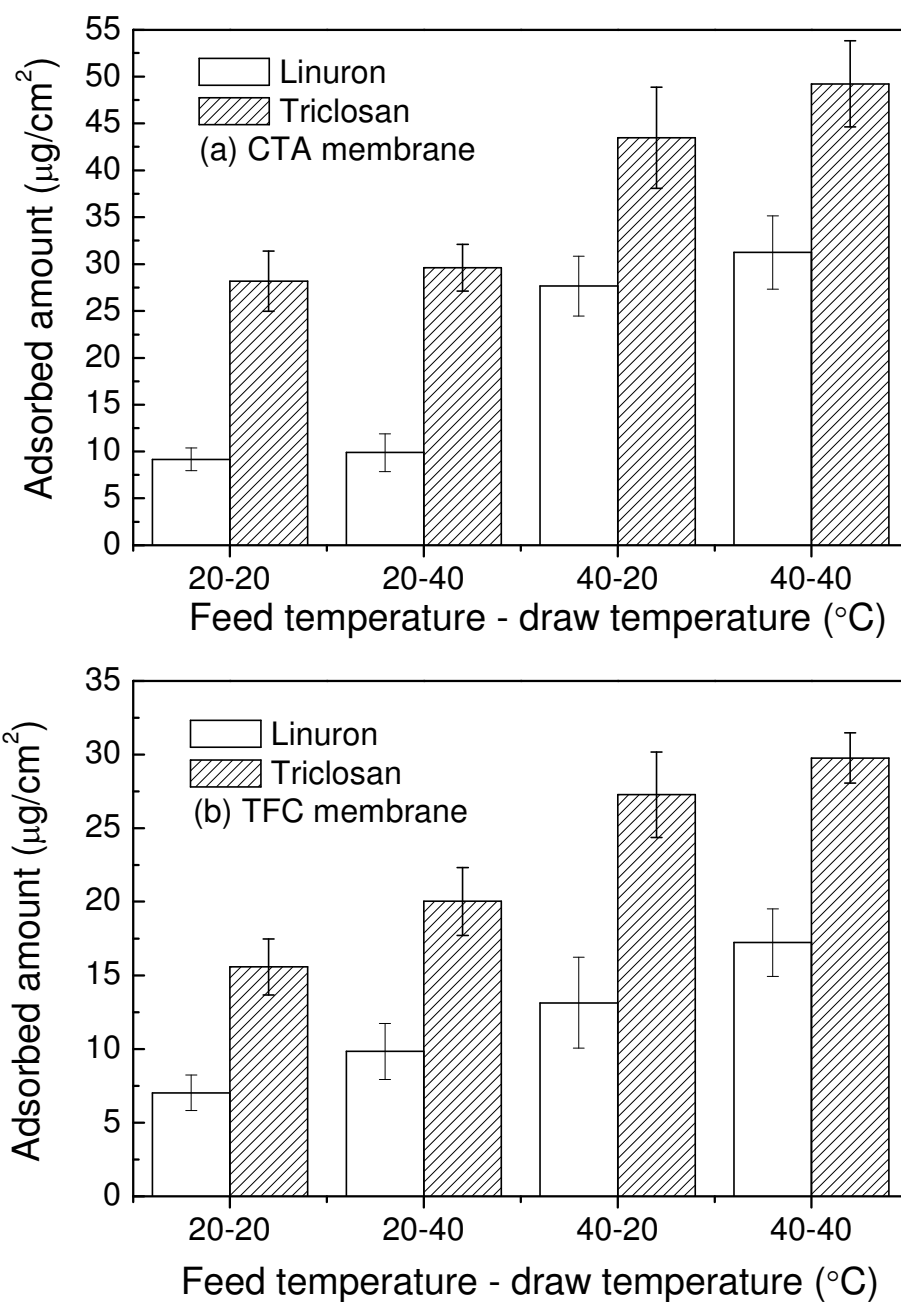 55
50
45
40
35
30
25
20
15
10
5
0
Adsorbed amount (μg/cm²)
Linuron
Triclosan
(a) CTA membrane
20-20 20-40 40-20 40-40
Feed temperature - draw temperature (°C)
35
30
25
20
15
10
5
0
Adsorbed amount (μg/cm²)
Linuron
Triclosan
(b) TFC membrane
20-20 20-40 40-20 40-40
Feed temperature - draw temperature (°C)